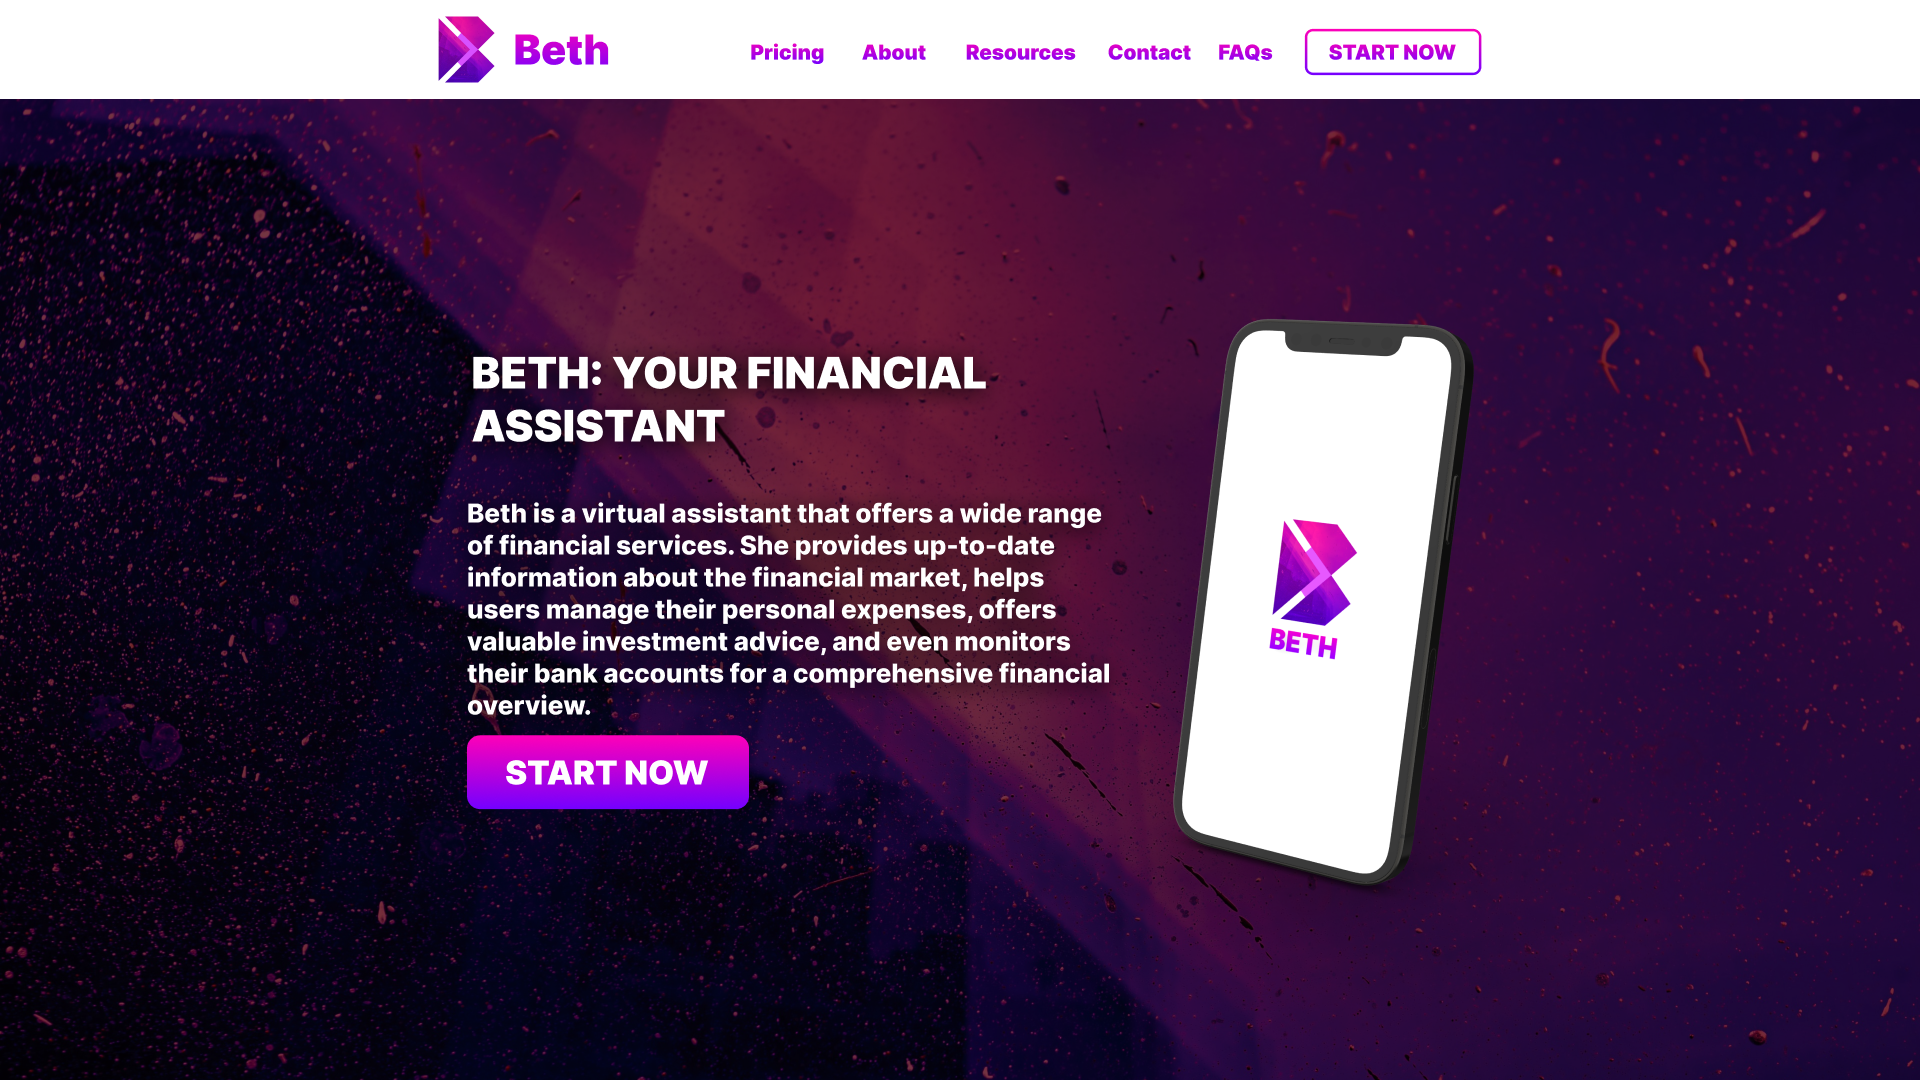 Beth
Pricing About Resources Contact FAQs START NOW
BETH: YOUR FINANCIAL
ASSISTANT
Beth is a virtual assistant that offers a wide range
of financial services. She provides up-to-date
information about the financial market, helps
users manage their personal expenses, offers
valuable investment advice, and even monitors
their bank accounts for a comprehensive financial
overview.
START NOW
BETH